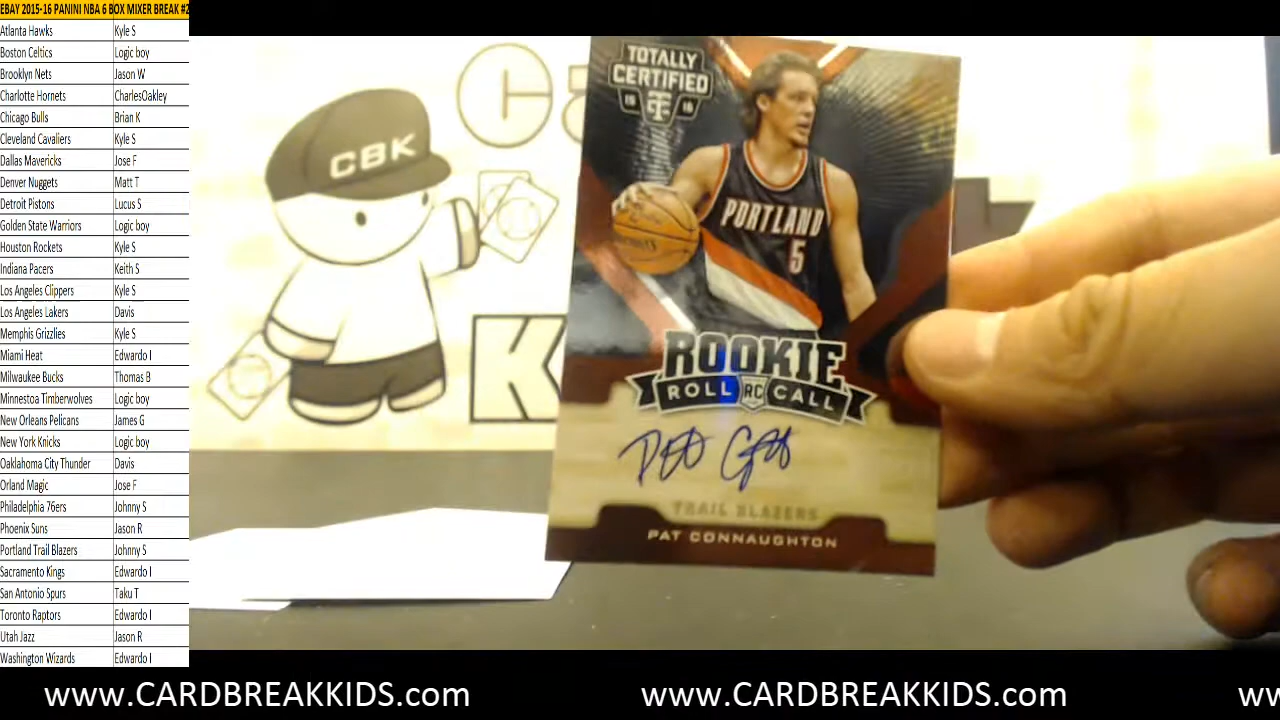 EBAY 2015-16 PANINI NBA 6 BOX MIXER BREAK #2
Atlanta Hawks Kyle S
Boston Celtics Logic boy
Brooklyn Nets Jason W
Charlotte Hornets CharlesOakley
Chicago Bulls Brian K
Cleveland Cavaliers Kyle S
Dallas Mavericks Jose F
Denver Nuggets Matt T
Detroit Pistons Lucus S
Golden State Warriors Logic boy
Houston Rockets Kyle S
Indiana Pacers Keith S
Los Angeles Clippers Kyle S
Los Angeles Lakers Davis
Memphis Grizzlies Kyle S
Miami Heat Edwardo I
Milwaukee Bucks Thomas B
Minnestoa Timberwolves Logic boy
New Orleans Pelicans James G
New York Knicks Logic boy
Oaklahoma City Thunder Davis
Orland Magic Jose F
Philadelphia 76ers Johnny S
Phoenix Suns Jason R
Portland Trail Blazers Johnny S
Sacramento Kings Edwardo I
San Antonio Spurs Taku T
Toronto Raptors Edwardo I
Utah Jazz Jason R
Washington Wizards Edwardo I
CBK
C
K
TOTALLY
CERTIFIED
15 TC 16
PORTLAND
5
ROOKIE
ROLL RC CALL
TRAIL BLAZERS
PAT CONNAUGHTON
www.CARDBREAKKIDS.com www.CARDBREAKKIDS.com ww